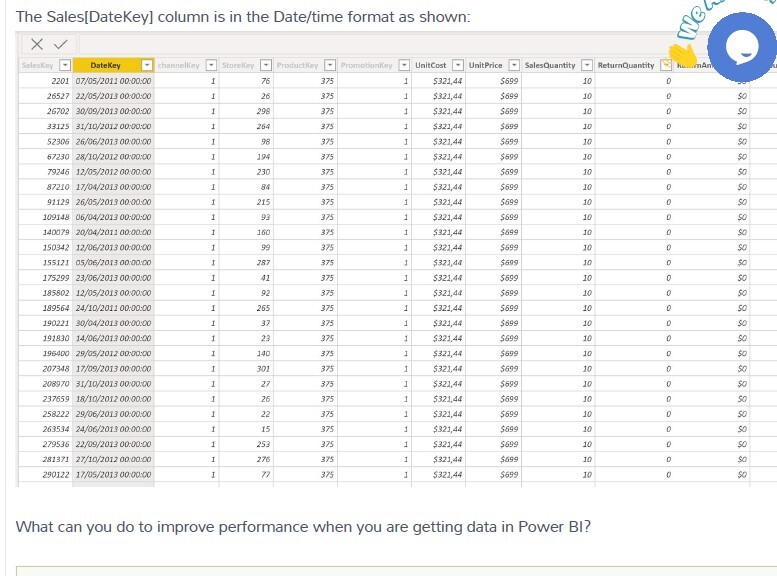 The Sales[DateKey] column is in the Date/time format as shown:
We
SalesKey DateKey channelKey StoreKey ProductKey PromotionKey UnitCost UnitPrice SalesQuantity ReturnQuantity
2201 07/05/2011 00:00:00 1 76 375 1 $321,44 $699 10 0 $0
26527 22/05/2013 00:00:00 1 26 375 1 $321,44 $699 10 0 $0
26702 30/09/2013 00:00:00 1 298 375 1 $321,44 $699 10 0 $0
33125 31/10/2012 00:00:00 1 264 375 1 $321,44 $699 10 0 $0
52306 26/06/2013 00:00:00 1 98 375 1 $321,44 $699 10 0 $0
67230 28/10/2012 00:00:00 1 194 375 1 $321,44 $699 10 0 $0
79246 12/05/2012 00:00:00 1 230 375 1 $321,44 $699 10 0 $0
87210 17/04/2013 00:00:00 1 84 375 1 $321,44 $699 10 0 $0
91129 26/05/2013 00:00:00 1 215 375 1 $321,44 $699 10 0 $0
109148 06/04/2013 00:00:00 1 93 375 1 $321,44 $699 10 0 $0
140079 20/04/2011 00:00:00 1 160 375 1 $321,44 $699 10 0 $0
150342 12/06/2013 00:00:00 1 99 375 1 $321,44 $699 10 0 $0
155121 05/06/2013 00:00:00 1 287 375 1 $321,44 $699 10 0 $0
175299 23/06/2013 00:00:00 1 41 375 1 $321,44 $699 10 0 $0
185802 12/05/2013 00:00:00 1 92 375 1 $321,44 $699 10 0 $0
189564 24/10/2011 00:00:00 1 265 375 1 $321,44 $699 10 0 $0
190221 30/04/2013 00:00:00 1 37 375 1 $321,44 $699 10 0 $0
191830 14/06/2013 00:00:00 1 23 375 1 $321,44 $699 10 0 $0
196400 29/05/2012 00:00:00 1 140 375 1 $321,44 $699 10 0 $0
207348 17/09/2013 00:00:00 1 301 375 1 $321,44 $699 10 0 $0
208970 31/10/2013 00:00:00 1 27 375 1 $321,44 $699 10 0 $0
237659 18/10/2012 00:00:00 1 26 375 1 $321,44 $699 10 0 $0
258222 29/06/2013 00:00:00 1 22 375 1 $321,44 $699 10 0 $0
263534 24/06/2013 00:00:00 1 15 375 1 $321,44 $699 10 0 $0
279536 22/09/2013 00:00:00 1 253 375 1 $321,44 $699 10 0 $0
281371 27/10/2012 00:00:00 1 276 375 1 $321,44 $699 10 0 $0
290122 17/05/2013 00:00:00 1 77 375 1 $321,44 $699 10 0 $0
What can you do to improve performance when you are getting data in Power BI?